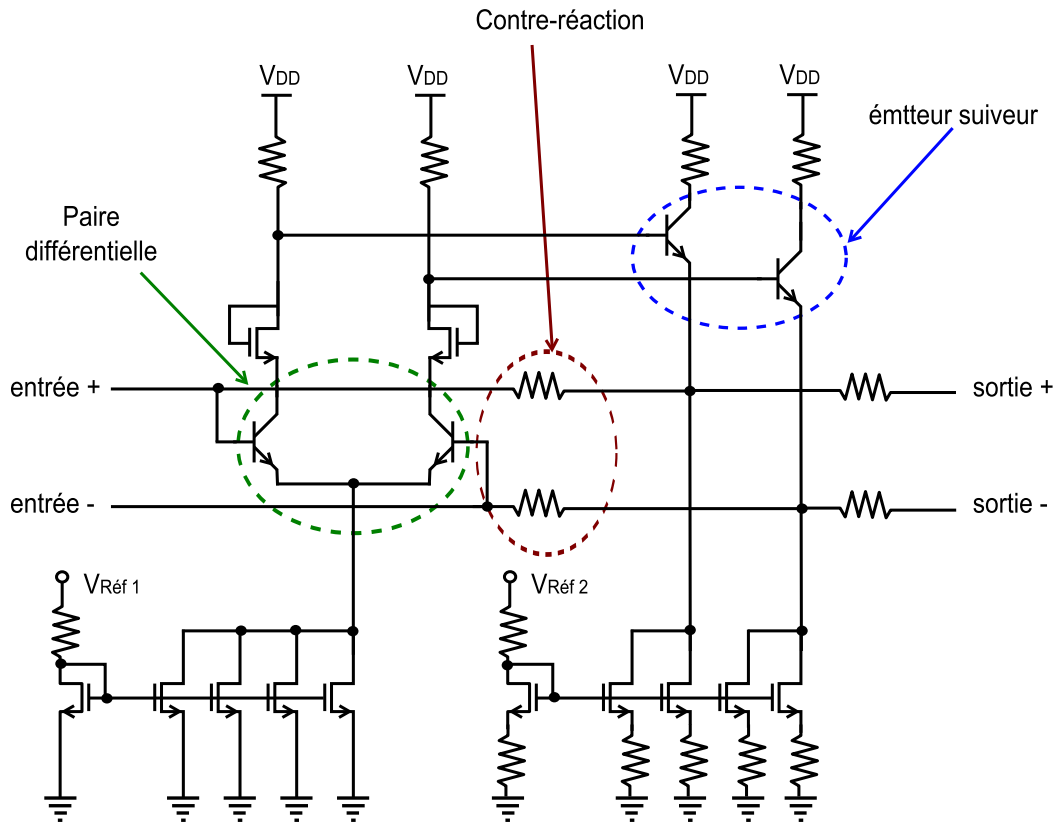 Contre-réaction
VDD
VDD
VDD
VDD
émtteur suiveur
Paire
différentielle
entrée +
sortie +
entrée -
sortie -
VRéf 1
VRéf 2